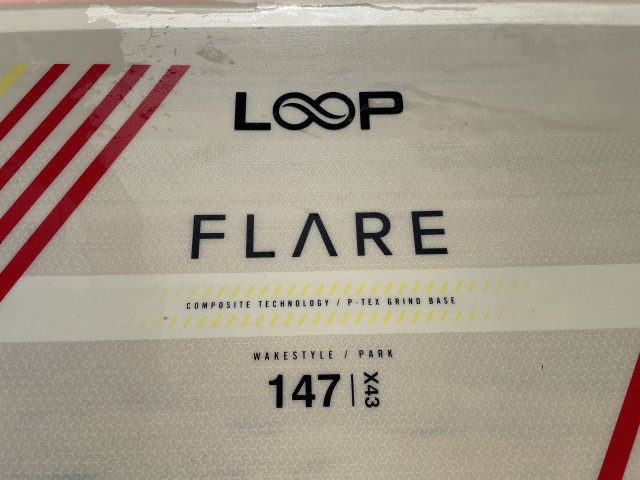 LOOP
FLARE
COMPOSITE TECHNOLOGY / P-TEX GRIND BASE
WAKESTYLE / PARK
147 | X43